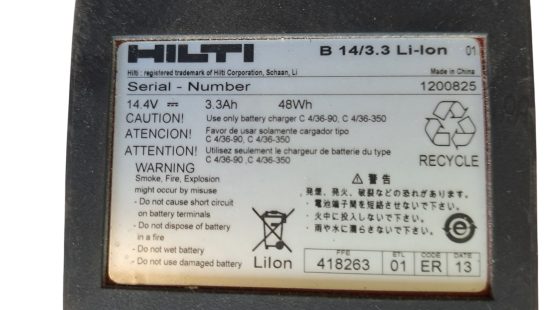 HILTI B 14/3.3 Li-Ion 01
Hilti : registered trademark of Hilti Corporation, Schaan, Li Made in China
Serial - Number 1200825
14.4V ⎓ 3.3Ah 48Wh
CAUTION! Use only battery charger C 4/36-90, C 4/36-350
ATENCION! Favor de usar solamente cargador tipo
C 4/36-90, C 4/36-350
ATTENTION! Utilisez seulement le chargeur de batterie du type
C 4/36-90 , C 4/36-350
RECYCLE
WARNING
Smoke, Fire, Explosion
might occur by misuse
- Do not cause short circuit
on battery terminals
- Do not dispose of battery
in a fire
- Do not wet battery
- Do not use damaged battery
LiIon
⚠ 警告
発煙、発火、破裂などの恐れがあります。
・電池端子間を短絡させないで下さい。
・火中に投入しないで下さい。
・雨や水に濡らさないで下さい。
PPE STL CODE DATE
418263 01 ER 13